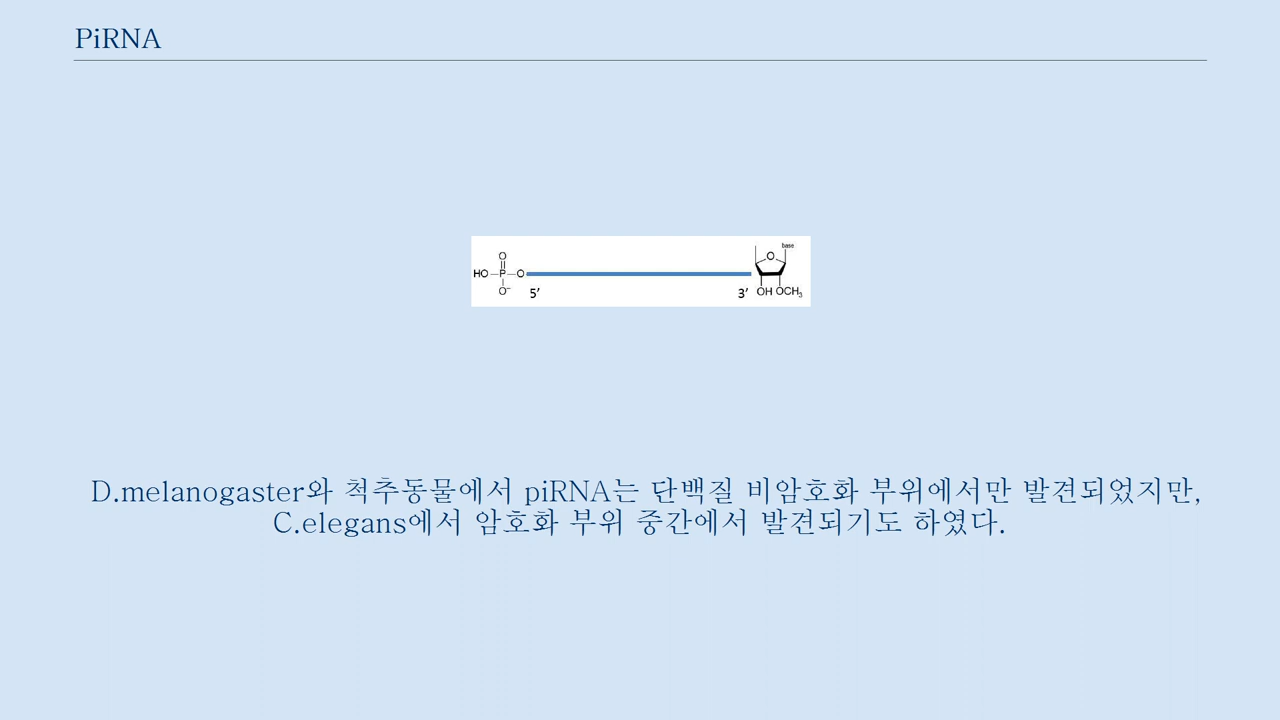 PiRNA
base
O
O
HO P O
O⁻
5′ 3′ OH OCH₃
D.melanogaster와 척추동물에서 piRNA는 단백질 비암호화 부위에서만 발견되었지만,
C.elegans에서 암호화 부위 중간에서 발견되기도 하였다.